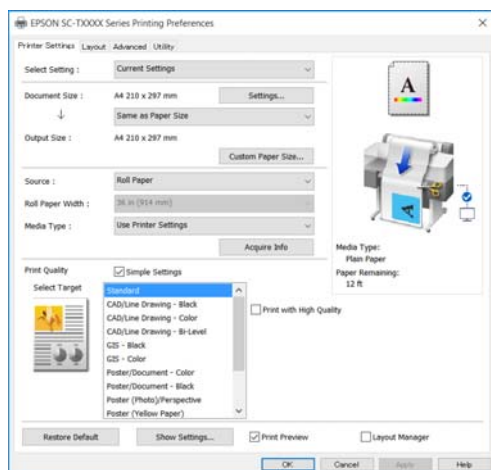 EPSON SC-TXXXX Series Printing Preferences
Printer Settings Layout Advanced Utility
Select Setting : Current Settings
Document Size : A4 210 x 297 mm Settings...
Same as Paper Size
Output Size : A4 210 x 297 mm
Custom Paper Size...
Source : Roll Paper
Roll Paper Width : 36 in (914 mm)
Media Type : Use Printer Settings
Acquire Info
Print Quality Simple Settings
Select Target
Standard
CAD/Line Drawing - Black
CAD/Line Drawing - Color
CAD/Line Drawing - Bi-Level
GIS - Black
GIS - Color
Poster/Document - Color
Poster/Document - Black
Poster (Photo)/Perspective
Poster (Yellow Paper)
Print with High Quality
A
A
Media Type:
Plain Paper
Paper Remaining:
12 ft
Restore Default Show Settings... Print Preview Layout Manager
OK Cancel Apply Help